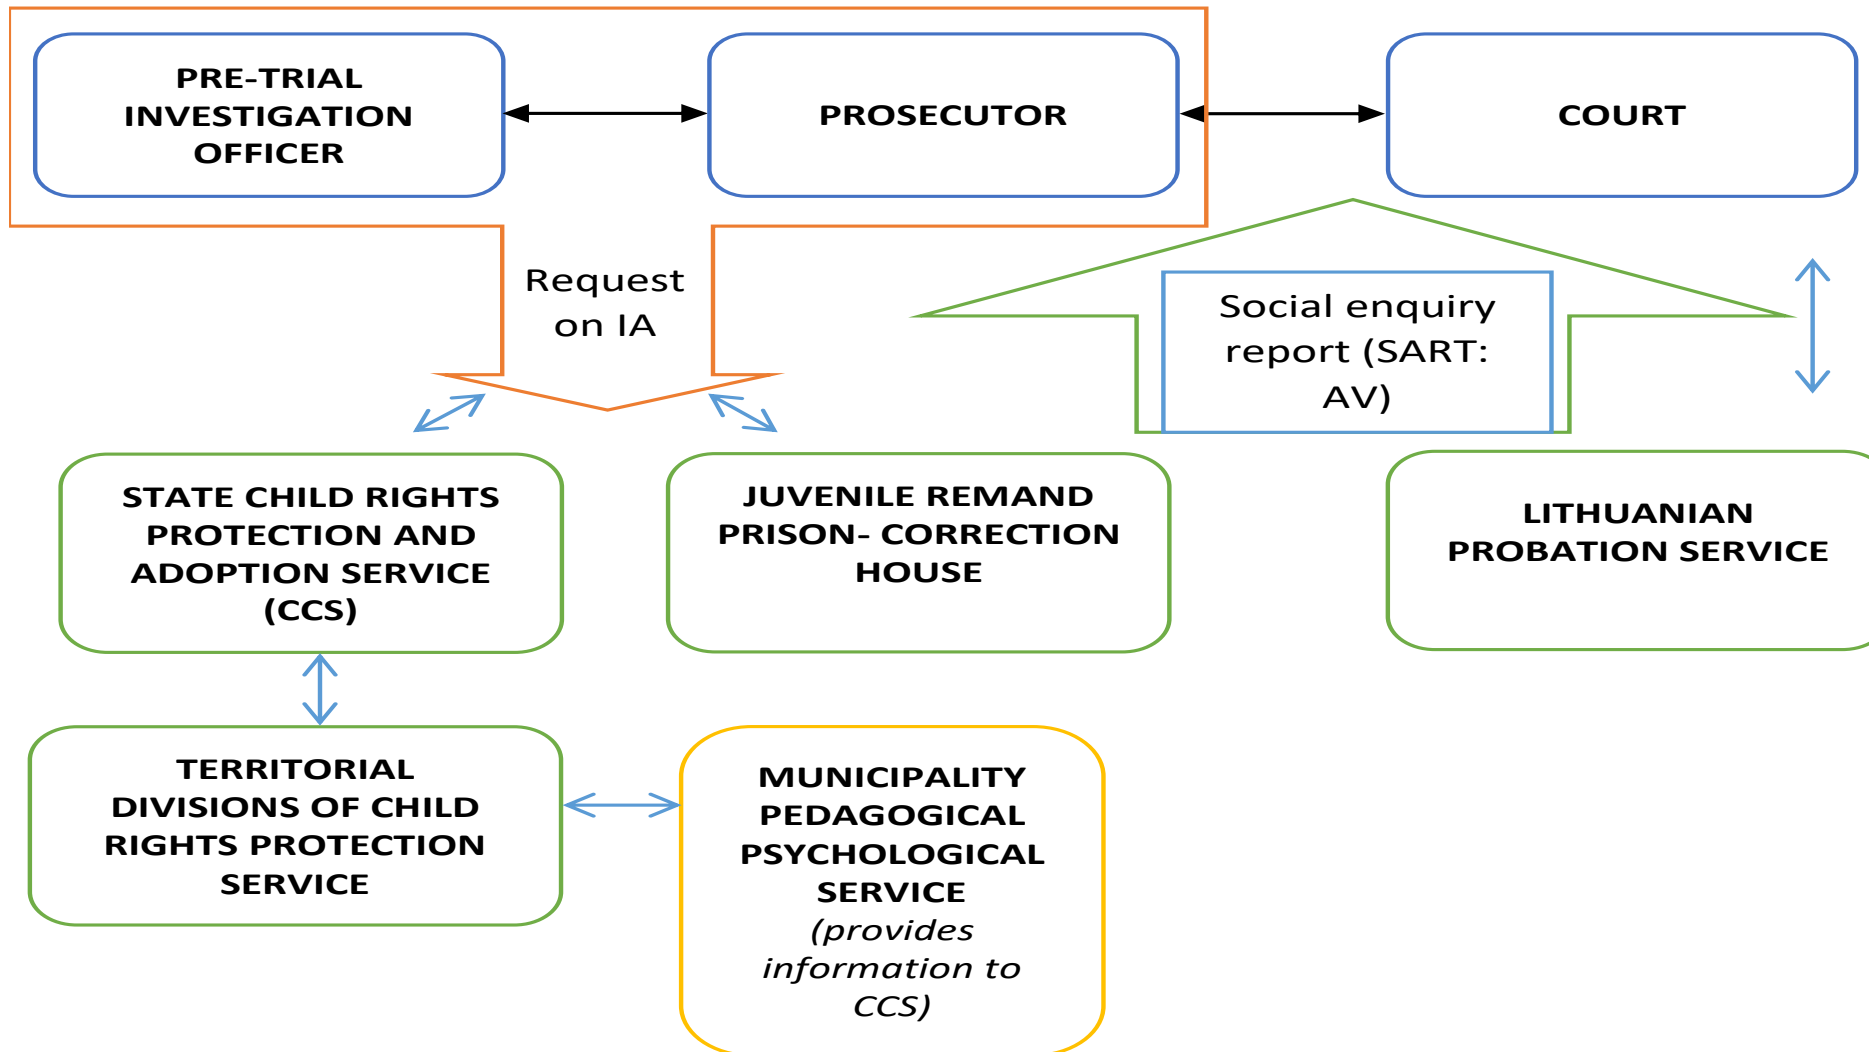 PRE-TRIAL
INVESTIGATION
OFFICER
PROSECUTOR
COURT
Request
on IA
Social enquiry
report (SART:
AV)
STATE CHILD RIGHTS
PROTECTION AND
ADOPTION SERVICE
(CCS)
JUVENILE REMAND
PRISON- CORRECTION
HOUSE
LITHUANIAN
PROBATION SERVICE
TERRITORIAL
DIVISIONS OF CHILD
RIGHTS PROTECTION
SERVICE
MUNICIPALITY
PEDAGOGICAL
PSYCHOLOGICAL
SERVICE
(provides
information to
CCS)